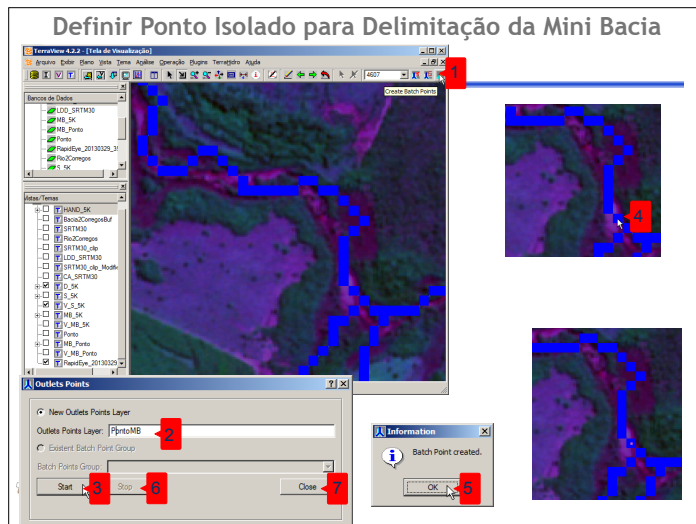 Definir Ponto Isolado para Delimitação da Mini Bacia
TerraView 4.2.2 - [Tela de Visualização]
Arquivo Exibir Plano Vista Tema Análise Operação Plugins TerraHidro Ajuda
4607
1
Create Batch Points
Bancos de Dados
LDD_SRTM30
MB_5K
MB_Ponto
Ponto
RapidEye_20130329_3
Rio2Corregos
S_5K
Vistas/Temas
HAND_5K
Bacia2CorregosBuf
SRTM30
Rio2Corregos
SRTM30_clip
LDD_SRTM30
SRTM30_clip_Modific
CA_SRTM30
D_5K
S_5K
V_S_5K
MB_5K
V_MB_5K
Ponto
MB_Ponto
V_MB_Ponto
RapidEye_20130329
4
Outlets Points
New Outlets Points Layer
Outlets Points Layer: PontoMB
2
Existent Batch Point Group
Batch Points Group:
Start
3
Stop
6
Close
7
Information
Batch Point created.
OK
5